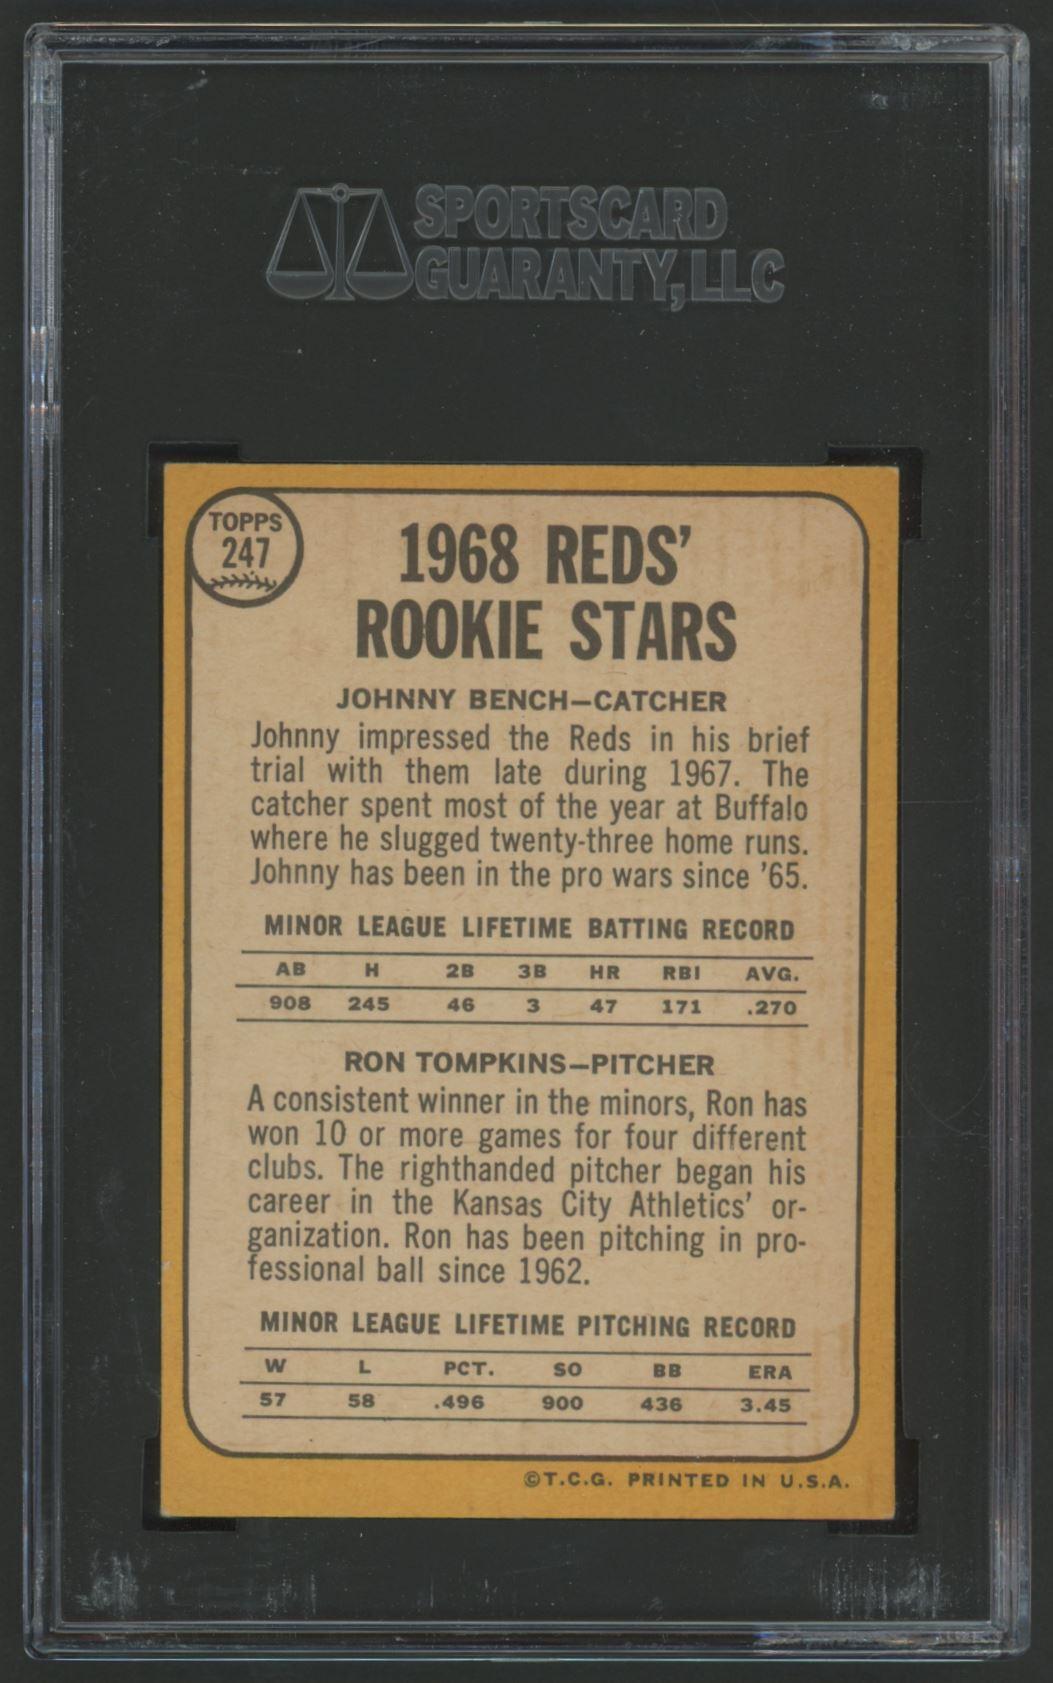 SPORTSCARD
GUARANTY, LLC
TOPPS
247
1968 REDS'
ROOKIE STARS
JOHNNY BENCH—CATCHER
Johnny impressed the Reds in his brief
trial with them late during 1967. The
catcher spent most of the year at Buffalo
where he slugged twenty-three home runs.
Johnny has been in the pro wars since '65.
MINOR LEAGUE LIFETIME BATTING RECORD
AB H 2B 3B HR RBI AVG.
908 245 46 3 47 171 .270
RON TOMPKINS—PITCHER
A consistent winner in the minors, Ron has
won 10 or more games for four different
clubs. The righthanded pitcher began his
career in the Kansas City Athletics' or-
ganization. Ron has been pitching in pro-
fessional ball since 1962.
MINOR LEAGUE LIFETIME PITCHING RECORD
W L PCT. SO BB ERA
57 58 .496 900 436 3.45
©T.C.G. PRINTED IN U.S.A.